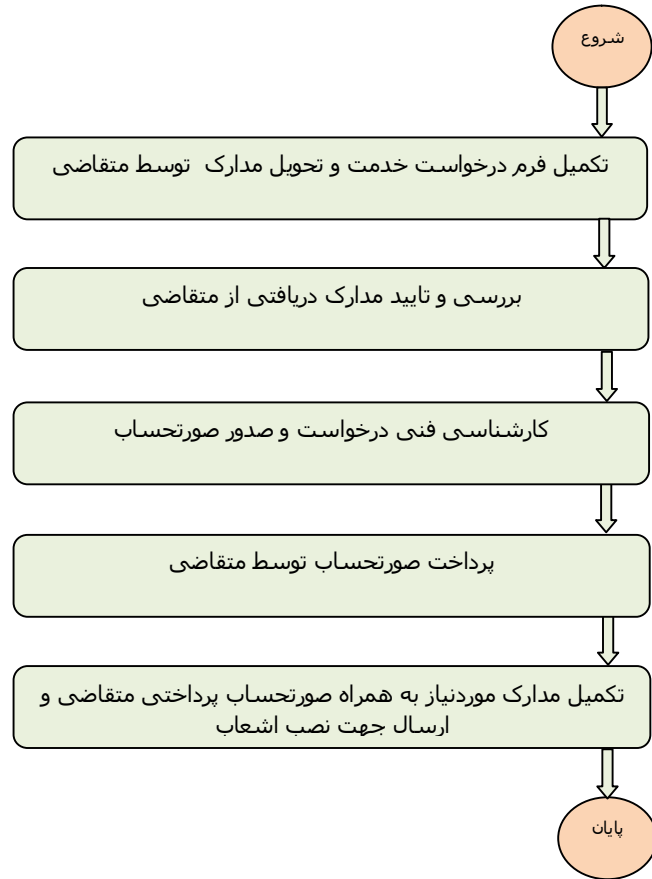 شروع
تکمیل فرم درخواست خدمت و تحویل مدارک توسط متقاضی
بررسی و تایید مدارک دریافتی از متقاضی
کارشناسی فنی درخواست و صدور صورتحساب
پرداخت صورتحساب توسط متقاضی
تکمیل مدارک موردنیاز به همراه صورتحساب پرداختی متقاضی و
ارسال جهت نصب اشعاب
پایان